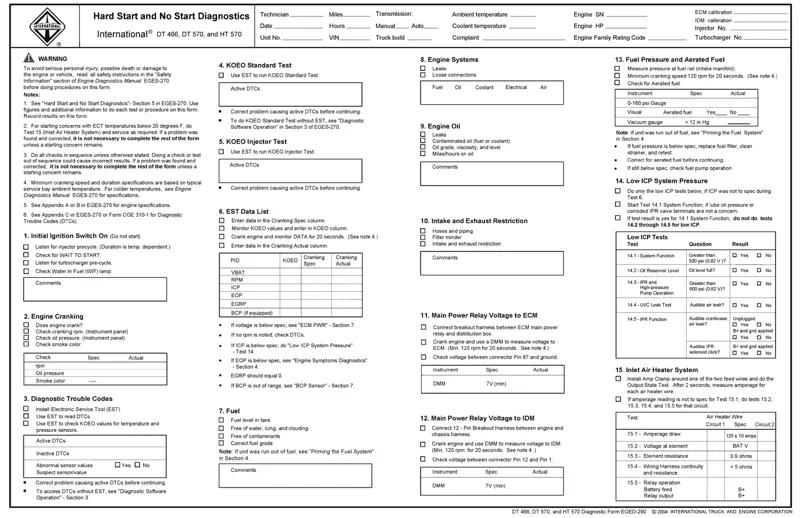 INTERNATIONAL
®
Hard Start and No Start Diagnostics
International® DT 466, DT 570, and HT 570
Technician Miles Transmission: Ambient temperature Engine SN ECM calibration
IDM calibration
Date Hours Manual Auto Coolant temperature Engine HP Injector No.
Unit No. VIN Truck build Complaint Engine Family Rating Code Turbocharger No.
WARNING
To avoid serious personal injury, possible death or damage to
the engine or vehicle, read all safety instructions in the "Safety
Information" section of Engine Diagnostics Manual EGES-270
before doing procedures on this form.
Notes:
1. See "Hard Start and No Start Diagnostics"- Section 5 in EGES-270. Use
figures and additional information to do each test or procedure on this form.
Record results on this form.
2. For starting concerns with ECT temperatures below 20 degrees F, do
Test 15 (Inlet Air Heater System) and service as required. If a problem was
found and corrected, it is not necessary to complete the rest of the form
unless a starting concern remains.
3. Do all checks in sequence unless otherwise stated. Doing a check or test
out of sequence could cause incorrect results. If a problem was found and
corrected, it is not necessary to complete the rest of the form unless a
starting concern remains.
4. Minimum cranking speed and duration specifications are based on typical
service bay ambient temperature. For colder temperatures, see Engine
Diagnostics Manual EGES-270 for specifications.
5. See Appendix A or B in EGES-270 for engine specifications.
6. See Appendix C in EGES-270 or Form CGE 310-1 for Diagnostic
Trouble Codes (DTCs).
1. Initial Ignition Switch On (Do not start)
Listen for injector precycle. (Duration is temp. dependent.)
Check for WAIT TO START.
Listen for turbocharger pre-cycle.
Check Water In Fuel (WIF) lamp.
Comments
2. Engine Cranking
Does engine crank?
Check cranking rpm. (Instrument panel)
Check oil pressure. (Instrument panel)
Check smoke color.
Check Spec Actual
rpm
Oil pressure
Smoke color ----
3. Diagnostic Trouble Codes
Install Electronic Service Tool (EST).
Use EST to read DTCs.
Use EST to check KOEO values for temperature and
pressure sensors.
Active DTCs
Inactive DTCs
Abnormal sensor values Yes No
Suspect sensor/value
• Correct problem causing active DTCs before continuing.
• To access DTCs without EST, see "Diagnostic Software
Operation" - Section 3.
4. KOEO Standard Test
Use EST to run KOEO Standard Test.
Active DTCs
• Correct problem causing active DTCs before continuing.
• To do KOEO Standard Test without EST, see "Diagnostic
Software Operation" in Section 3 of EGES-270.
5. KOEO Injector Test
Use EST to run KOEO Injector Test.
Active DTCs
• Correct problem causing active DTCs before continuing.
6. EST Data List
Enter data in the Cranking Spec column.
Monitor KOEO values and enter in KOEO column.
Crank engine and monitor DATA for 20 seconds. (See note 4.)
Enter data in the Cranking Actual column.
PID KOEO Cranking Spec Cranking Actual
VBAT
RPM
ICP
EOP
EGRP
BCP (if equipped)
• If voltage is below spec, see "ECM PWR" - Section 7.
• If no rpm is noted, check DTCs.
• If ICP is below spec, do "Low ICP System Pressure"
- Test 14.
• If EOP is below spec, see "Engine Symptoms Diagnostics"
- Section 4.
• EGRP should equal 0.
• If BCP is out of range, see "BCP Sensor" - Section 7.
7. Fuel
Fuel level in tank
Free of water, icing, and clouding
Free of contaminants
Correct fuel grade
Note: If unit was run out of fuel, see "Priming the Fuel System"
in Section 4.
Comments
8. Engine Systems
Leaks
Loose connections
Fuel Oil Coolant Electrical Air
9. Engine Oil
Leaks
Contaminated oil (fuel or coolant)
Oil grade, viscosity, and level
Miles/hours on oil
Comments
10. Intake and Exhaust Restriction
Hoses and piping
Filter minder
Intake and exhaust restriction
Comments
11. Main Power Relay Voltage to ECM
Connect breakout harness between ECM main power
relay and distribution box.
Crank engine and use a DMM to measure voltage to
ECM. (Min. 120 rpm for 20 seconds. See note 4.)
Check voltage between connector Pin 87 and ground.
Instrument Spec Actual
DMM 7V (min)
12. Main Power Relay Voltage to IDM
Connect 12 - Pin Breakout Harness between engine and
chassis harness.
Crank engine and use DMM to measure voltage to IDM.
(Min. 120 rpm for 20 seconds. See note 4. )
Check voltage between connector Pin 12 and Pin 1.
Instrument Spec Actual
DMM 7V (min)
13. Fuel Pressure and Aerated Fuel
Measure pressure at fuel rail (intake manifold).
Minimum cranking speed 120 rpm for 20 seconds. (See note 4.)
Check for Aerated fuel.
Instrument Spec Actual
0-160 psi Gauge
Visual Aerated fuel Yes No
Vacuum gauge > 12 in Hg
Note: If unit was run out of fuel, see "Priming the Fuel System"
in Section 4.
• If fuel pressure is below spec, replace fuel filter, clean
strainer, and retest.
• Correct for aerated fuel before continuing.
• If still below spec, check fuel pump operation
14. Low ICP System Pressure
Do only the low ICP tests below, if ICP was not to spec during
Test 6.
Start Test 14.1 System Function, if lube oil pressure or
corroded IPR valve terminals are not a concern.
If test result is yes for 14.1 System Function, do not do tests
14.2 through 14.5 for low ICP.
Low ICP Tests
Test Question Result
14.1 - System Function Greater than 500 psi (0.82 V )? Yes No
14.2 - Oil Reservoir Level Oil level full? Yes No
14.3 - IPR and High-pressure Pump Operation Greater than 500 psi (0.82 V)? Yes No
14.4 - UVC Leak Test Audible air leak? Yes No
14.5 - IPR Function Audible crankcase air leak? Unplugged
Yes No
B+ and gnd applied
Yes No
Audible IPR solenoid click? B+ and gnd applied
Yes No
15. Inlet Air Heater System
Install Amp Clamp around one of the two feed wires and do the
Output State Test. After 2 seconds, measure amperage for
each air heater wire.
If amperage reading is not to spec for Test 15.1, do tests 15.2,
15.3, 15.4, and 15.5 for that circuit.
Test Air Heater Wire
Circuit 1 Spec Circuit 2
15.1 - Amperage draw 125 ± 10 amps
15.2 - Voltage at element BAT V
15.3 - Element resistance 0.9 ohms
15.4 - Wiring Harness continuity and resistance < 5 ohms
15.5 - Relay operation
Battery feed B+
Relay output B+
DT 466, DT 570, and HT 570 Diagnostic Form EGED-290 © 2004 INTERNATIONAL TRUCK AND ENGINE CORPORATION